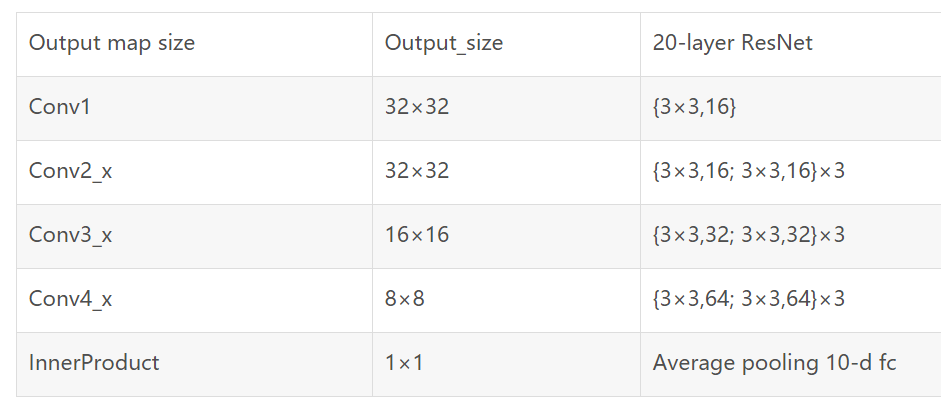 Output map size Output_size 20-layer ResNet
Conv1 32×32 {3×3,16}
Conv2_x 32×32 {3×3,16; 3×3,16}×3
Conv3_x 16×16 {3×3,32; 3×3,32}×3
Conv4_x 8×8 {3×3,64; 3×3,64}×3
InnerProduct 1×1 Average pooling 10-d fc